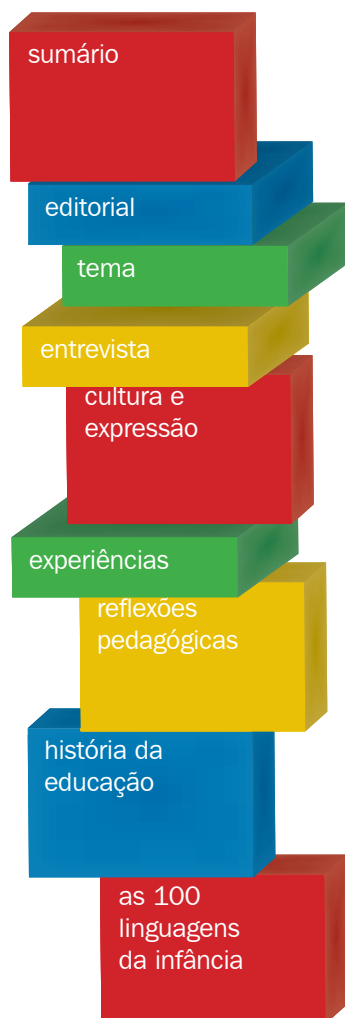 sumário
editorial
tema
entrevista
cultura e
expressão
experiências
reflexões
pedagógicas
história da
educação
as 100
linguagens
da infância